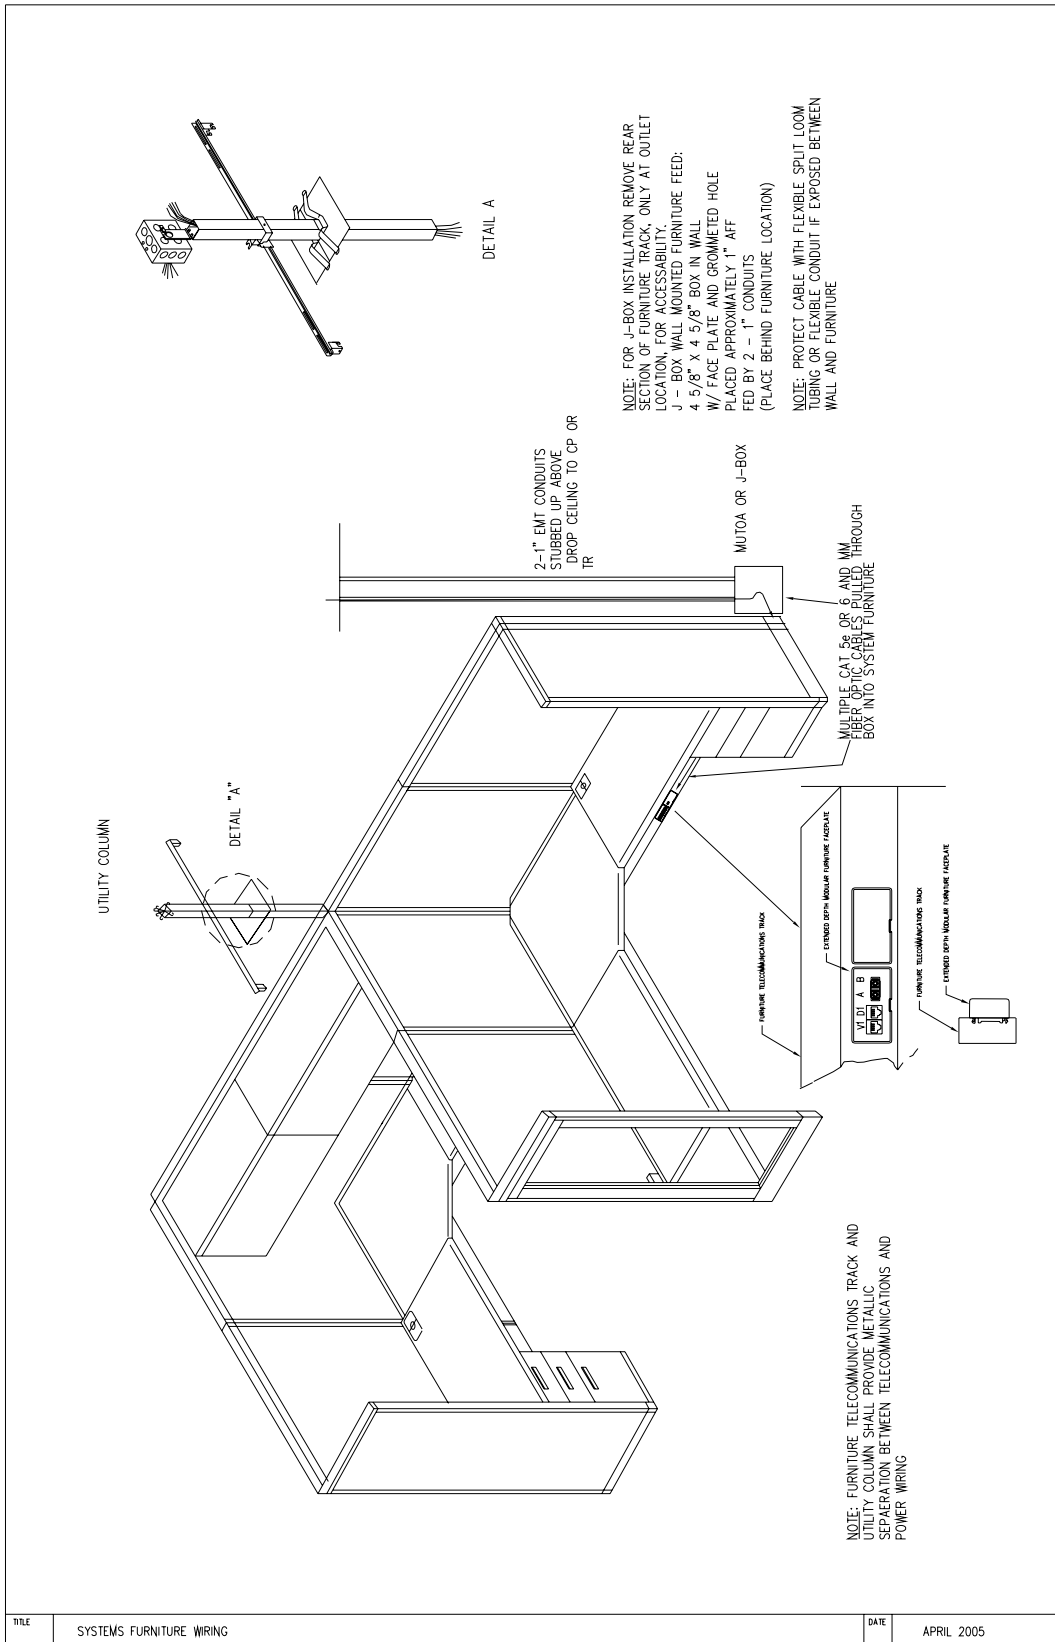 UTILITY COLUMN
DETAIL "A"
DETAIL A
2-1" EMT CONDUITS
STUBBED UP ABOVE
DROP CEILING TO CP OR
TR
MUTOA OR J-BOX
NOTE: FOR J-BOX INSTALLATION REMOVE REAR
SECTION OF FURNITURE TRACK, ONLY AT OUTLET
LOCATION, FOR ACCESSABILITY.
J - BOX WALL MOUNTED FURNITURE FEED:
4 5/8" X 4 5/8" BOX IN WALL
W/ FACE PLATE AND GROMMETED HOLE
PLACED APPROXIMATELY 1" AFF
FED BY 2 - 1" CONDUITS
(PLACE BEHIND FURNITURE LOCATION)
NOTE: PROTECT CABLE WITH FLEXIBLE SPLIT LOOM
TUBING OR FLEXIBLE CONDUIT IF EXPOSED BETWEEN
WALL AND FURNITURE
MULTIPLE CAT 5e OR 6 AND MM
FIBER OPTIC CABLES PULLED THROUGH
BOX INTO SYSTEM FURNITURE
FURNITURE TELECOMMUNICATIONS TRACK
EXTENDED DEPTH MODULAR FURNITURE FACEPLATE
V1 D1 A B
FURNITURE TELECOMMUNICATIONS TRACK
EXTENDED DEPTH MODULAR FURNITURE FACEPLATE
NOTE: FURNITURE TELECOMMUNICATIONS TRACK AND
UTILITY COLUMN SHALL PROVIDE METALLIC
SEPAERATION BETWEEN TELECOMMUNICATIONS AND
POWER WIRING
TITLE
SYSTEMS FURNITURE WIRING
DATE
APRIL 2005